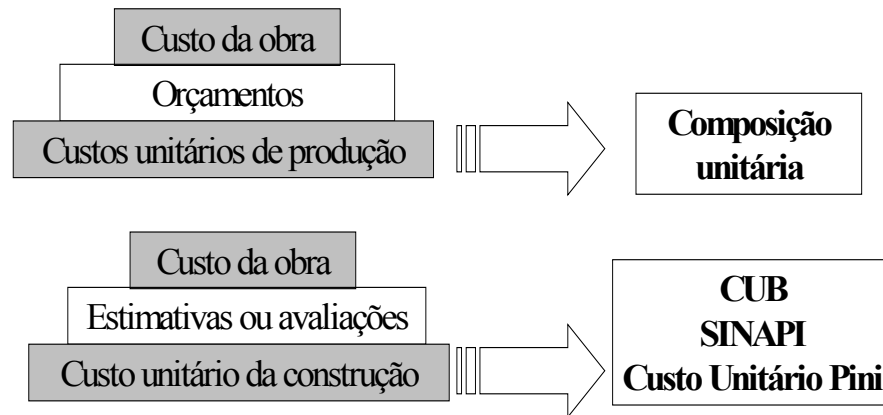 Custo da obra
Orçamentos
Custos unitários de produção
Composição
unitária
Custo da obra
Estimativas ou avaliações
Custo unitário da construção
CUB
SINAPI
Custo Unitário Pini